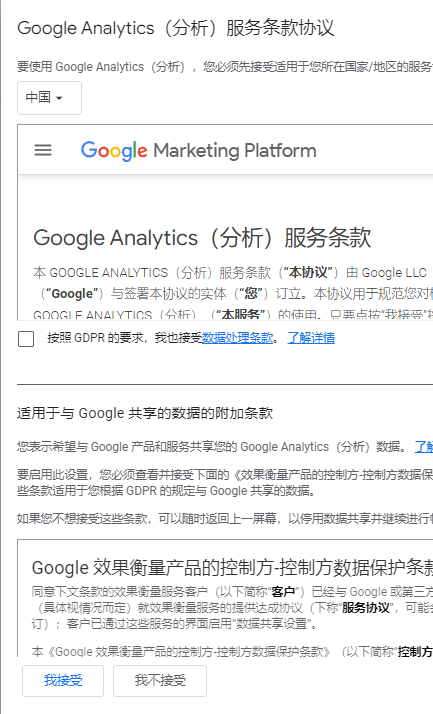 Google Analytics（分析）服务条款协议
要使用 Google Analytics（分析），您必须先接受适用于您所在国家/地区的服务
中国
Google Marketing Platform
Google Analytics（分析）服务条款
本 GOOGLE ANALYTICS（分析）服务条款（“本协议”）由 Google LLC
（“Google”）与签署本协议的实体（“您”）订立。本协议用于规范您对标
GOOGLE ANALYTICS（分析）（“本服务”）的使用。只要点按“我接受”按
按照 GDPR 的要求，我也接受数据处理条款。 了解详情
适用于与 Google 共享的数据的附加条款
您表示希望与 Google 产品和服务共享您的 Google Analytics（分析）数据。 了解
要启用此设置，您必须查看并接受下面的《效果衡量产品的控制方-控制方数据保
些条款适用于您根据 GDPR 的规定与 Google 共享的数据。
如果您不想接受这些条款，可以随时返回上一屏幕，以停用数据共享并继续进行帐
Google 效果衡量产品的控制方-控制方数据保护条款
同意下文条款的效果衡量服务客户（以下简称“客户”）已经与 Google 或第三方
（具体视情况而定）就效果衡量服务的提供达成协议（下称“服务协议”，可能会
订）；客户已通过这些服务的界面启用“数据共享设置”。
本《Google 效果衡量产品的控制方-控制方数据保护条款》（以下简称“控制方
我接受
我不接受